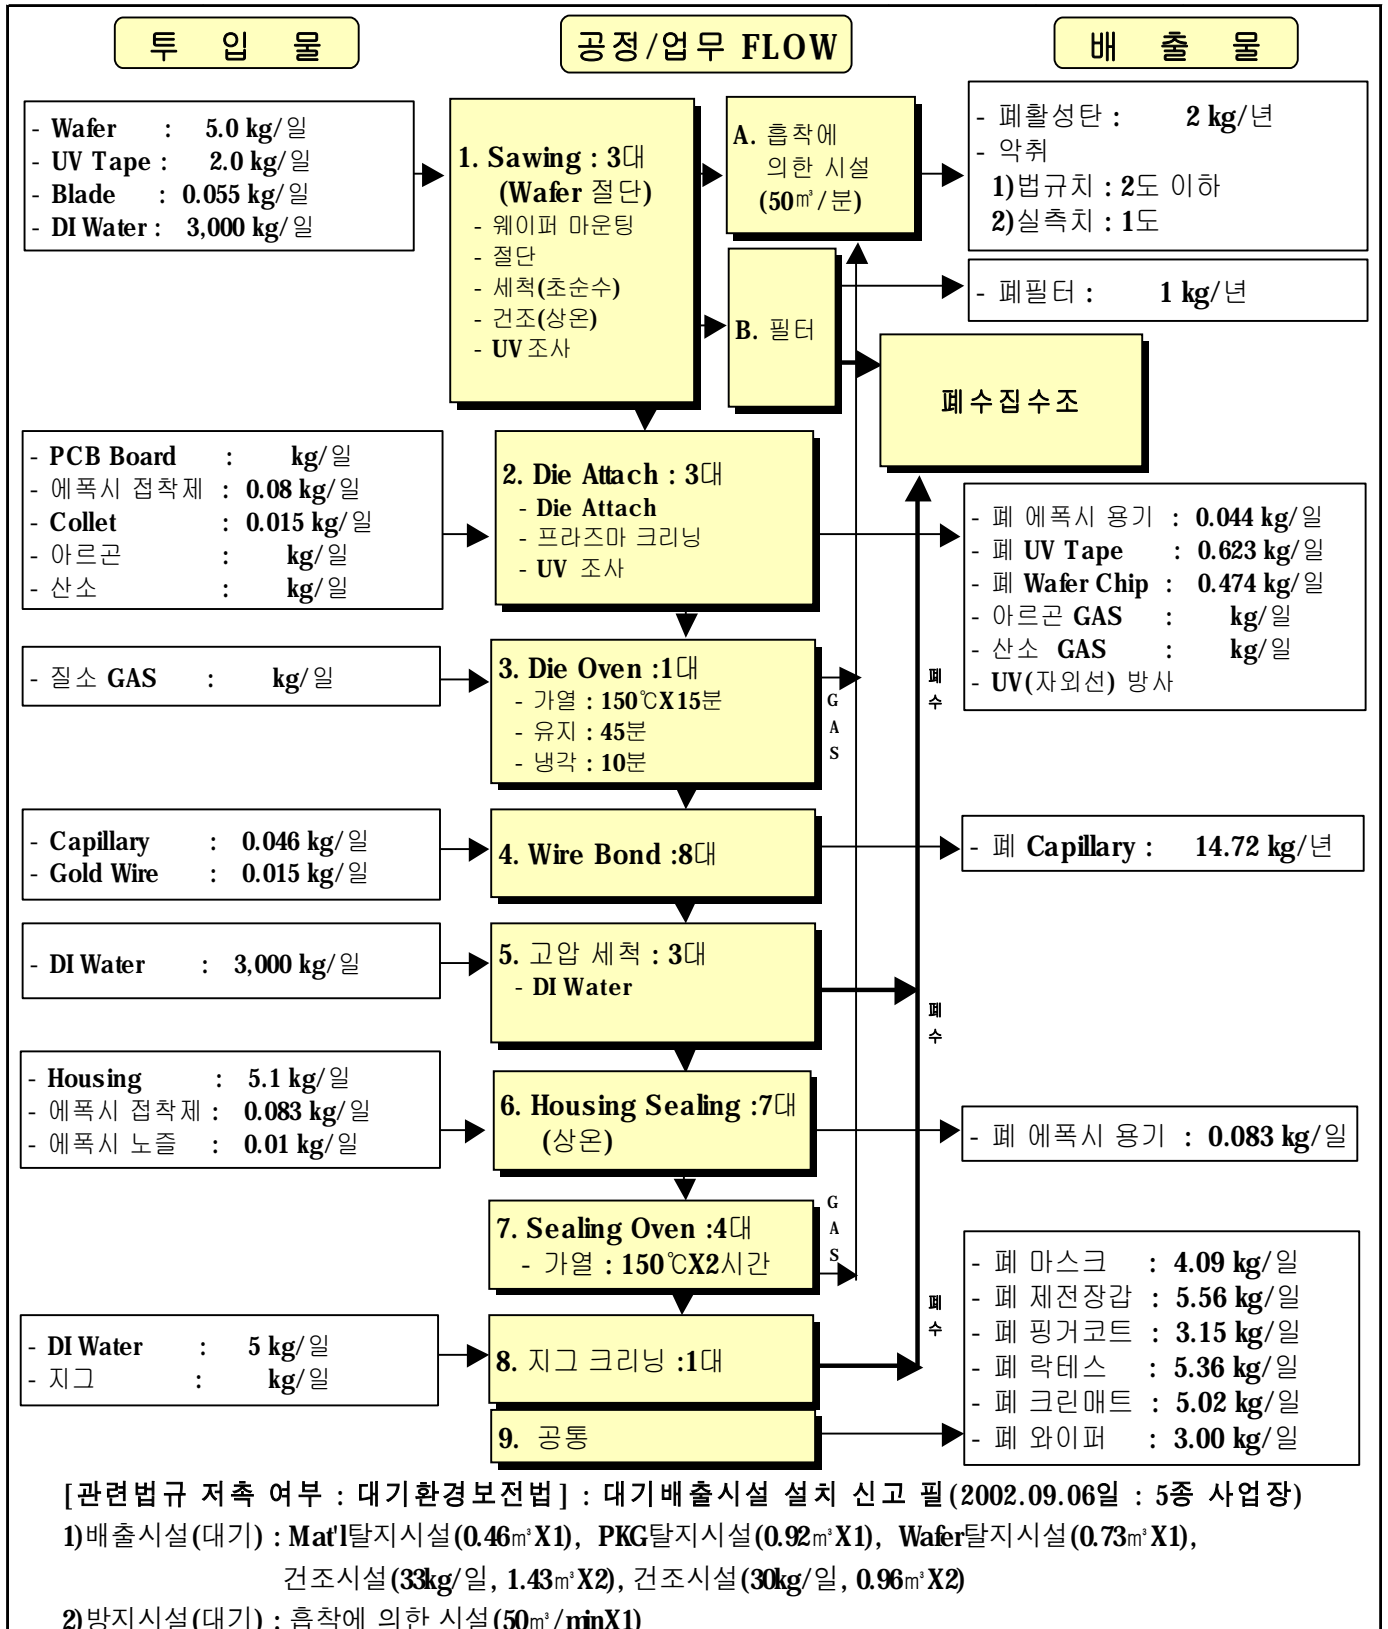 투 입 물
공정/업무 FLOW
배 출 물
- Wafer : 5.0 kg/일
- UV Tape : 2.0 kg/일
- Blade : 0.055 kg/일
- DI Water : 3,000 kg/일
1. Sawing : 3대
(Wafer 절단)
- 웨이퍼 마운팅
- 절단
- 세척(초순수)
- 건조(상온)
- UV 조사
A. 흡착에
의한 시설
(50㎥/분)
B. 필터
- 폐활성탄 : 2 kg/년
- 악취
1)법규치 : 2도 이하
2)실측치 : 1도
- 폐필터 : 1 kg/년
폐수집수조
- PCB Board : kg/일
- 에폭시 접착제 : 0.08 kg/일
- Collet : 0.015 kg/일
- 아르곤 : kg/일
- 산소 : kg/일
2. Die Attach : 3대
- Die Attach
- 프라즈마 크리닝
- UV 조사
- 폐 에폭시 용기 : 0.044 kg/일
- 폐 UV Tape : 0.623 kg/일
- 폐 Wafer Chip : 0.474 kg/일
- 아르곤 GAS : kg/일
- 산소 GAS : kg/일
- UV(자외선) 방사
- 질소 GAS : kg/일
3. Die Oven :1대
- 가열 : 150℃X15분
- 유지 : 45분
- 냉각 : 10분
G
A
S
폐
수
- Capillary : 0.046 kg/일
- Gold Wire : 0.015 kg/일
4. Wire Bond :8대
- 폐 Capillary : 14.72 kg/년
- DI Water : 3,000 kg/일
5. 고압 세척 : 3대
- DI Water
폐
수
- Housing : 5.1 kg/일
- 에폭시 접착제 : 0.083 kg/일
- 에폭시 노즐 : 0.01 kg/일
6. Housing Sealing :7대
(상온)
- 폐 에폭시 용기 : 0.083 kg/일
7. Sealing Oven :4대
- 가열 : 150℃X2시간
G
A
S
폐
수
- DI Water : 5 kg/일
- 지그 : kg/일
8. 지그 크리닝 :1대
9. 공통
- 폐 마스크 : 4.09 kg/일
- 폐 제전장갑 : 5.56 kg/일
- 폐 핑거코트 : 3.15 kg/일
- 폐 락테스 : 5.36 kg/일
- 폐 크린매트 : 5.02 kg/일
- 폐 와이퍼 : 3.00 kg/일
[관련법규 저촉 여부 : 대기환경보전법] : 대기배출시설 설치 신고 필(2002.09.06일 : 5종 사업장)
1)배출시설(대기) : Mat'l탈지시설(0.46㎥X1), PKG탈지시설(0.92㎥X1), Wafer탈지시설(0.73㎥X1),
건조시설(33kg/일, 1.43㎥X2), 건조시설(30kg/일, 0.96㎥X2)
2)방지시설(대기) : 흡착에 의한 시설(50㎥/minX1)